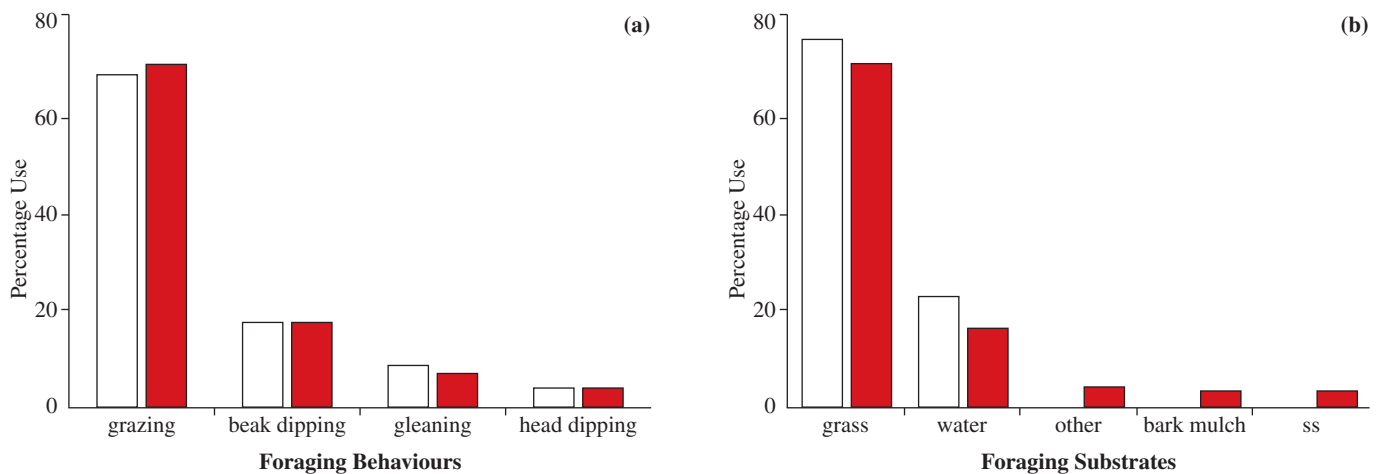 (a)
Percentage Use
80
60
40
20
0
grazing beak dipping gleaning head dipping
Foraging Behaviours
(b)
Percentage Use
80
60
40
20
0
grass water other bark mulch ss
Foraging Substrates